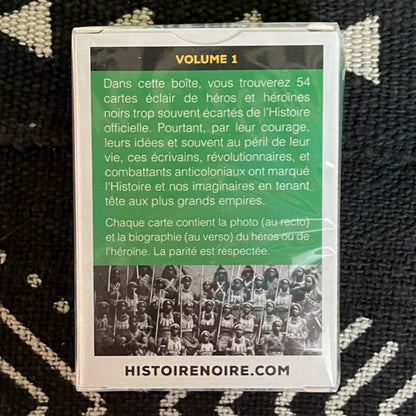 VOLUME 1
Dans cette boîte, vous trouverez 54
cartes éclair de héros et héroïnes
noirs trop souvent écartés de l'Histoire
officielle. Pourtant, par leur courage,
leurs idées et souvent au péril de leur
vie, ces écrivains, révolutionnaires, et
combattants anticoloniaux ont marqué
l'Histoire et nos imaginaires en tenant
tête aux plus grands empires.
Chaque carte contient la photo (au recto)
et la biographie (au verso) du héros ou de
l'héroïne. La parité est respectée.
HISTOIRENOIRE.COM